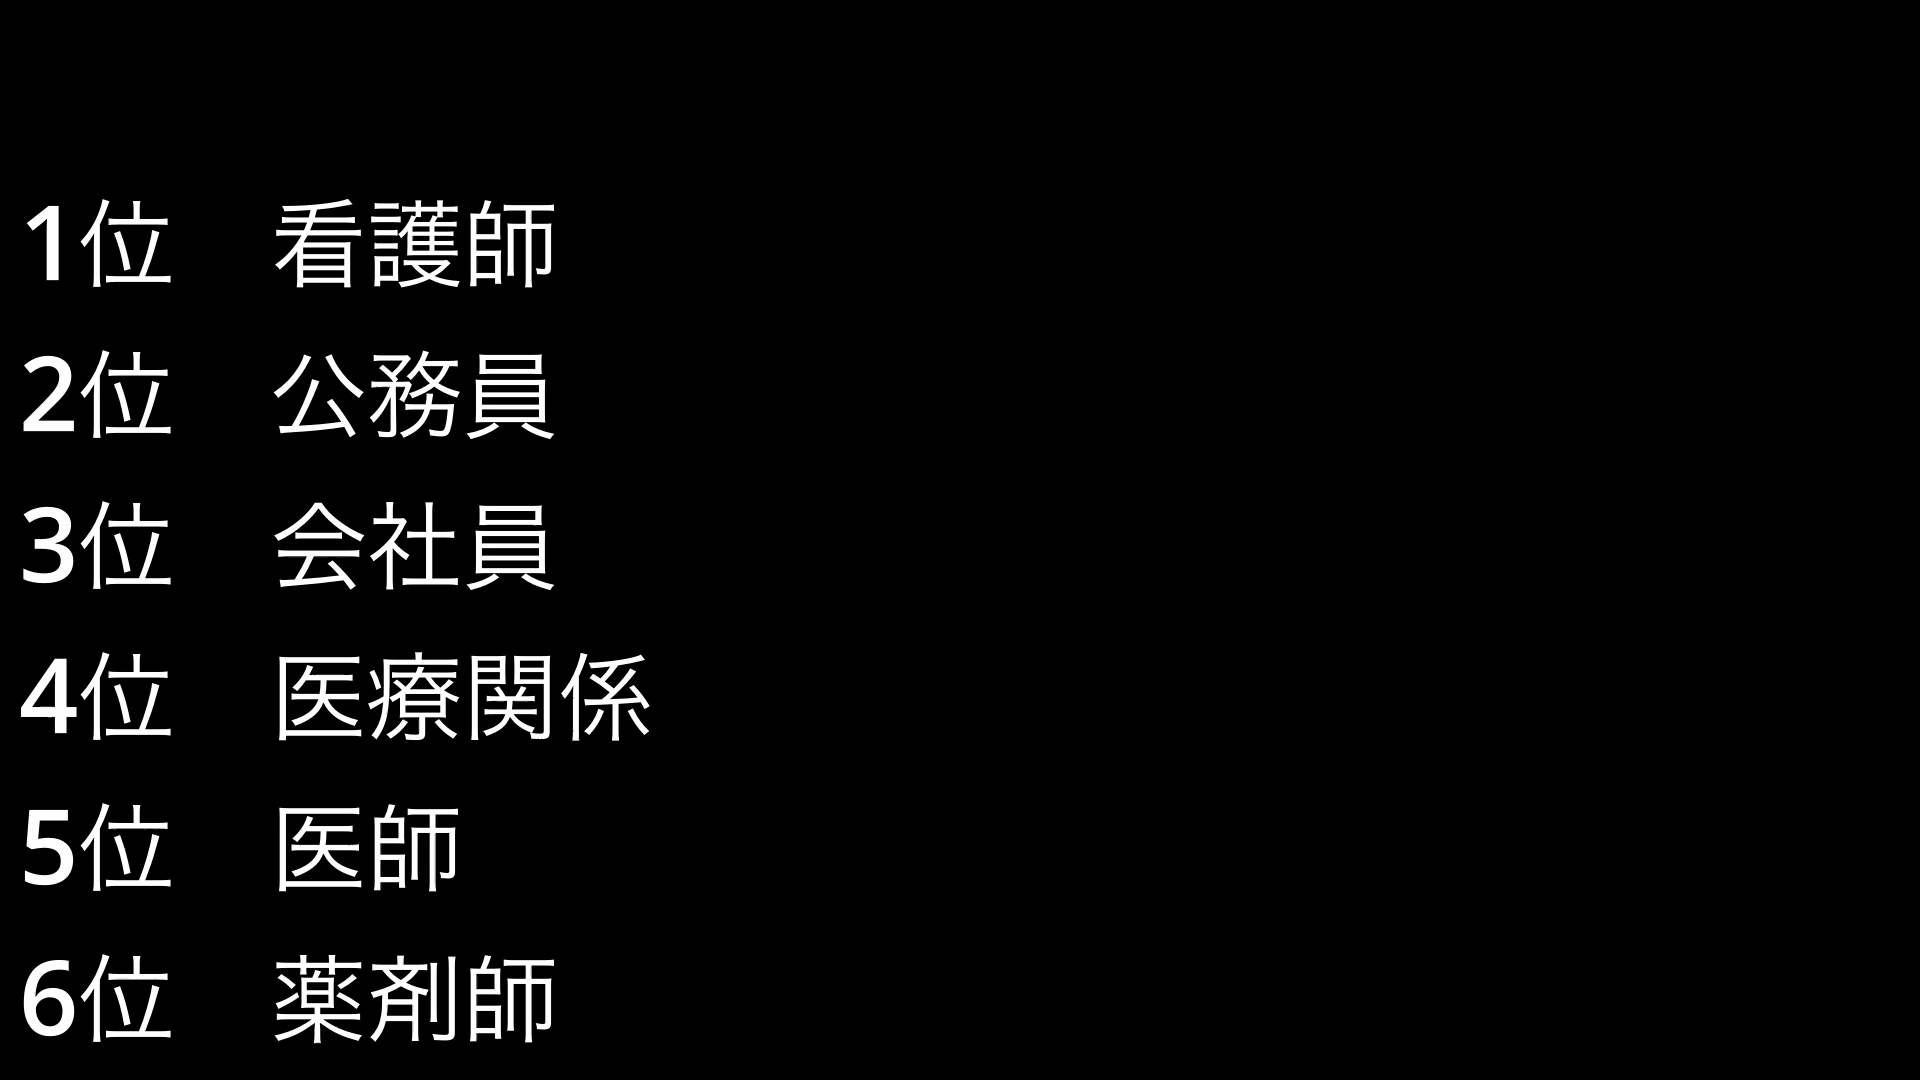 1位　看護師
2位　公務員
3位　会社員
4位　医療関係
5位　医師
6位　薬剤師